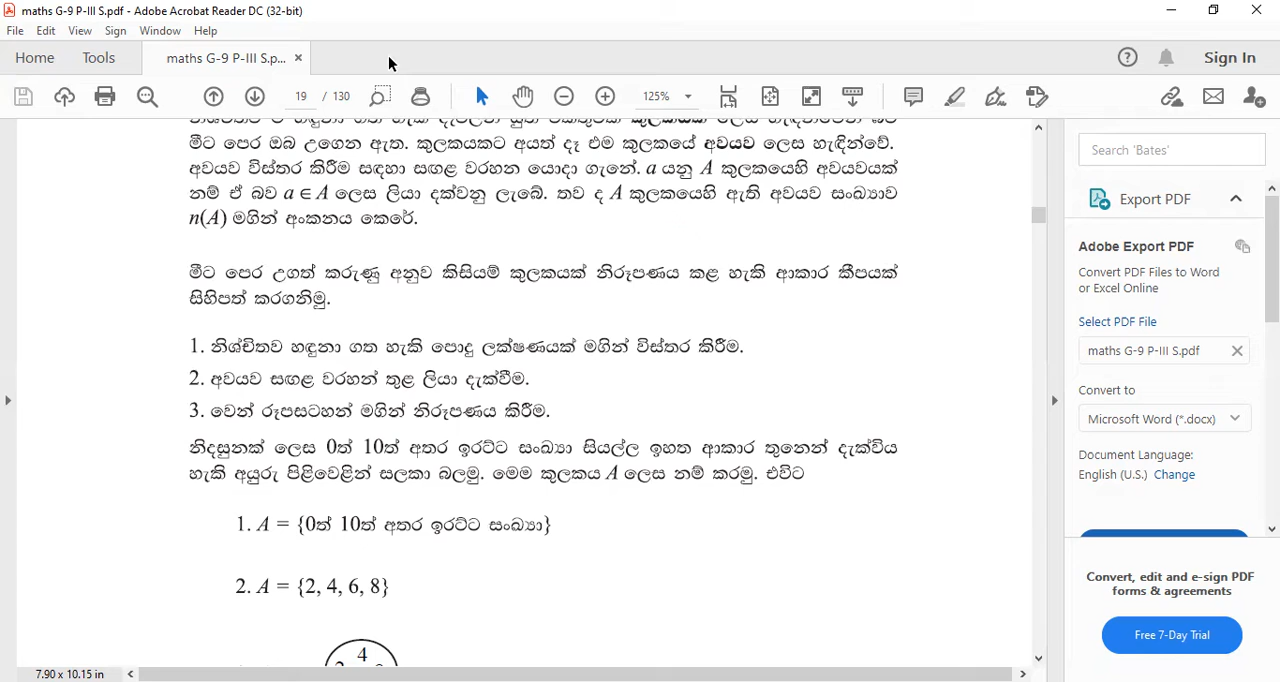 maths G-9 P-III S.pdf - Adobe Acrobat Reader DC (32-bit)
File Edit View Sign Window Help
Home Tools maths G-9 P-III S.p... × Sign In
19 / 130 125%
මීට පෙර ඔබ උගෙන ඇත. කුලකයකට අයත් දෑ එම කුලකයේ අවයව ලෙස හැඳින්වේ.
අවයව විස්තර කිරීම සඳහා සඟළ වරහන යොදා ගැනේ. a යනු A කුලකයෙහි අවයවයක්
නම් ඒ බව a ∈ A ලෙස ලියා දක්වනු ලැබේ. තව ද A කුලකයෙහි ඇති අවයව සංඛ්‍යාව
n(A) මගින් අංකනය කෙරේ.
මීට පෙර උගත් කරුණු අනුව කිසියම් කුලකයක් නිරූපණය කළ හැකි ආකාර කීපයක්
සිහිපත් කරගනිමු.
1. නිශ්චිතව හඳුනා ගත හැකි පොදු ලක්ෂණයක් මගින් විස්තර කිරීම.
2. අවයව සඟළ වරහන් තුළ ලියා දැක්වීම.
3. වෙන් රූපසටහන් මගින් නිරූපණය කිරීම.
නිදසුනක් ලෙස 0ත් 10ත් අතර ඉරට්ට සංඛ්‍යා සියල්ල ඉහත ආකාර තුනෙන් දැක්විය
හැකි අයුරු පිළිවෙළින් සලකා බලමු. මෙම කුලකය A ලෙස නම් කරමු. එවිට
1. A = {0ත් 10ත් අතර ඉරට්ට සංඛ්‍යා}
2. A = {2, 4, 6, 8}
4
7.90 x 10.15 in
Search 'Bates'
Export PDF
Adobe Export PDF
Convert PDF Files to Word
or Excel Online
Select PDF File
maths G-9 P-III S.pdf
Convert to
Microsoft Word (*.docx)
Document Language:
English (U.S.) Change
Convert, edit and e-sign PDF
forms & agreements
Free 7-Day Trial